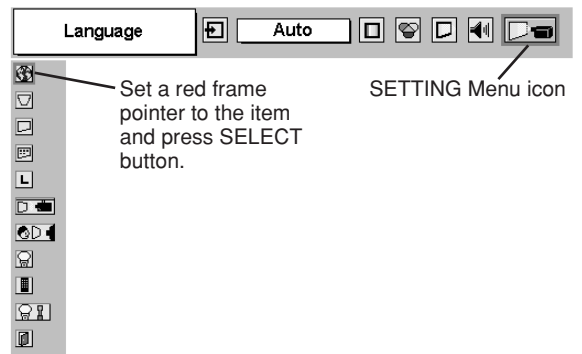 Language
Auto
Set a red frame
pointer to the item
and press SELECT
button.
SETTING Menu icon
L